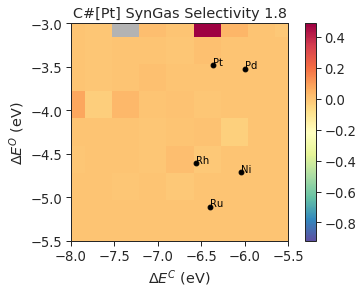 C#[Pt] SynGas Selectivity 1.8
ΔE^O (eV)
−3.0
−3.5
−4.0
−4.5
−5.0
−5.5
Pt
Pd
Rh
Ni
Ru
−8.0 −7.5 −7.0 −6.5 −6.0 −5.5
ΔE^C (eV)
0.4
0.2
0.0
−0.2
−0.4
−0.6
−0.8